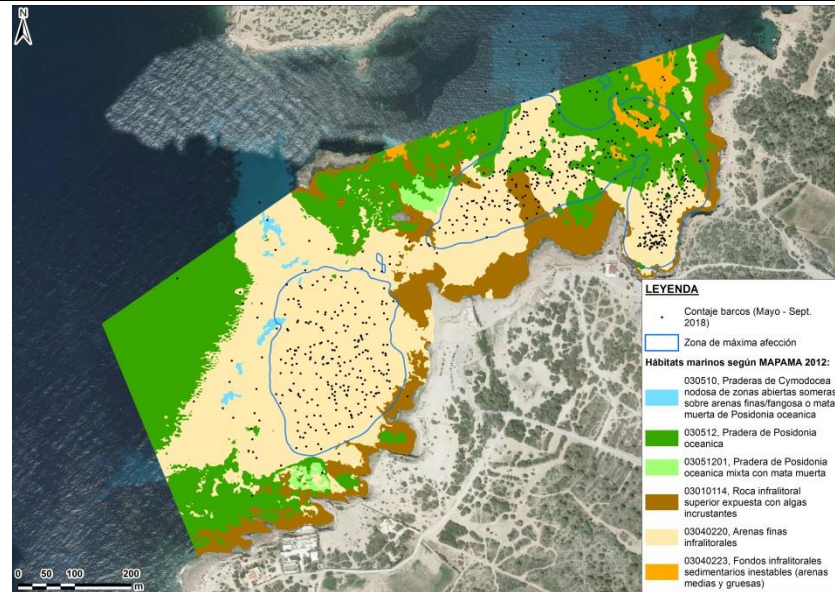 N
LEYENDA
Contaje barcos (Mayo - Sept.
2018)
Zona de máxima afección
Hábitats marinos según MAPAMA 2012:
030510, Praderas de Cymodocea
nodosa de zonas abiertas someras
sobre arenas finas/fangosa o mata
muerta de Posidonia oceanica
030512, Pradera de Posidonia
oceanica
03051201, Pradera de Posidonia
oceanica mixta con mata muerta
03010114, Roca infralitoral
superior expuesta con algas
incrustantes
03040220, Arenas finas
infralitorales
03040223, Fondos infralitorales
sedimentarios inestables (arenas
medias y gruesas)
0 50 100 200
m